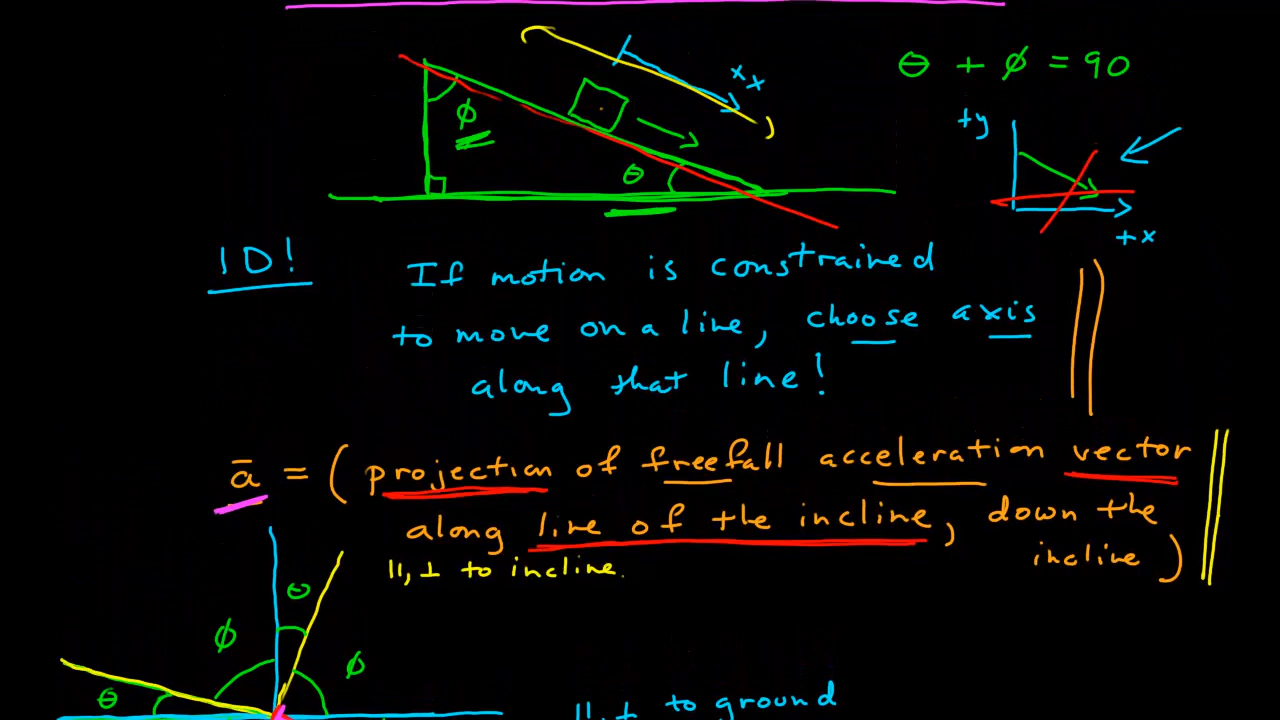 θ + ϕ = 90
x x
ϕ
θ
+y
+x
1D!
If motion is constrained
to move on a line, choose axis
along that line!
a̅ = (projection of freefall acceleration vector
along line of the incline, down the
incline)
||, ⊥ to incline.
θ
ϕ
ϕ
θ
||, ⊥ to ground